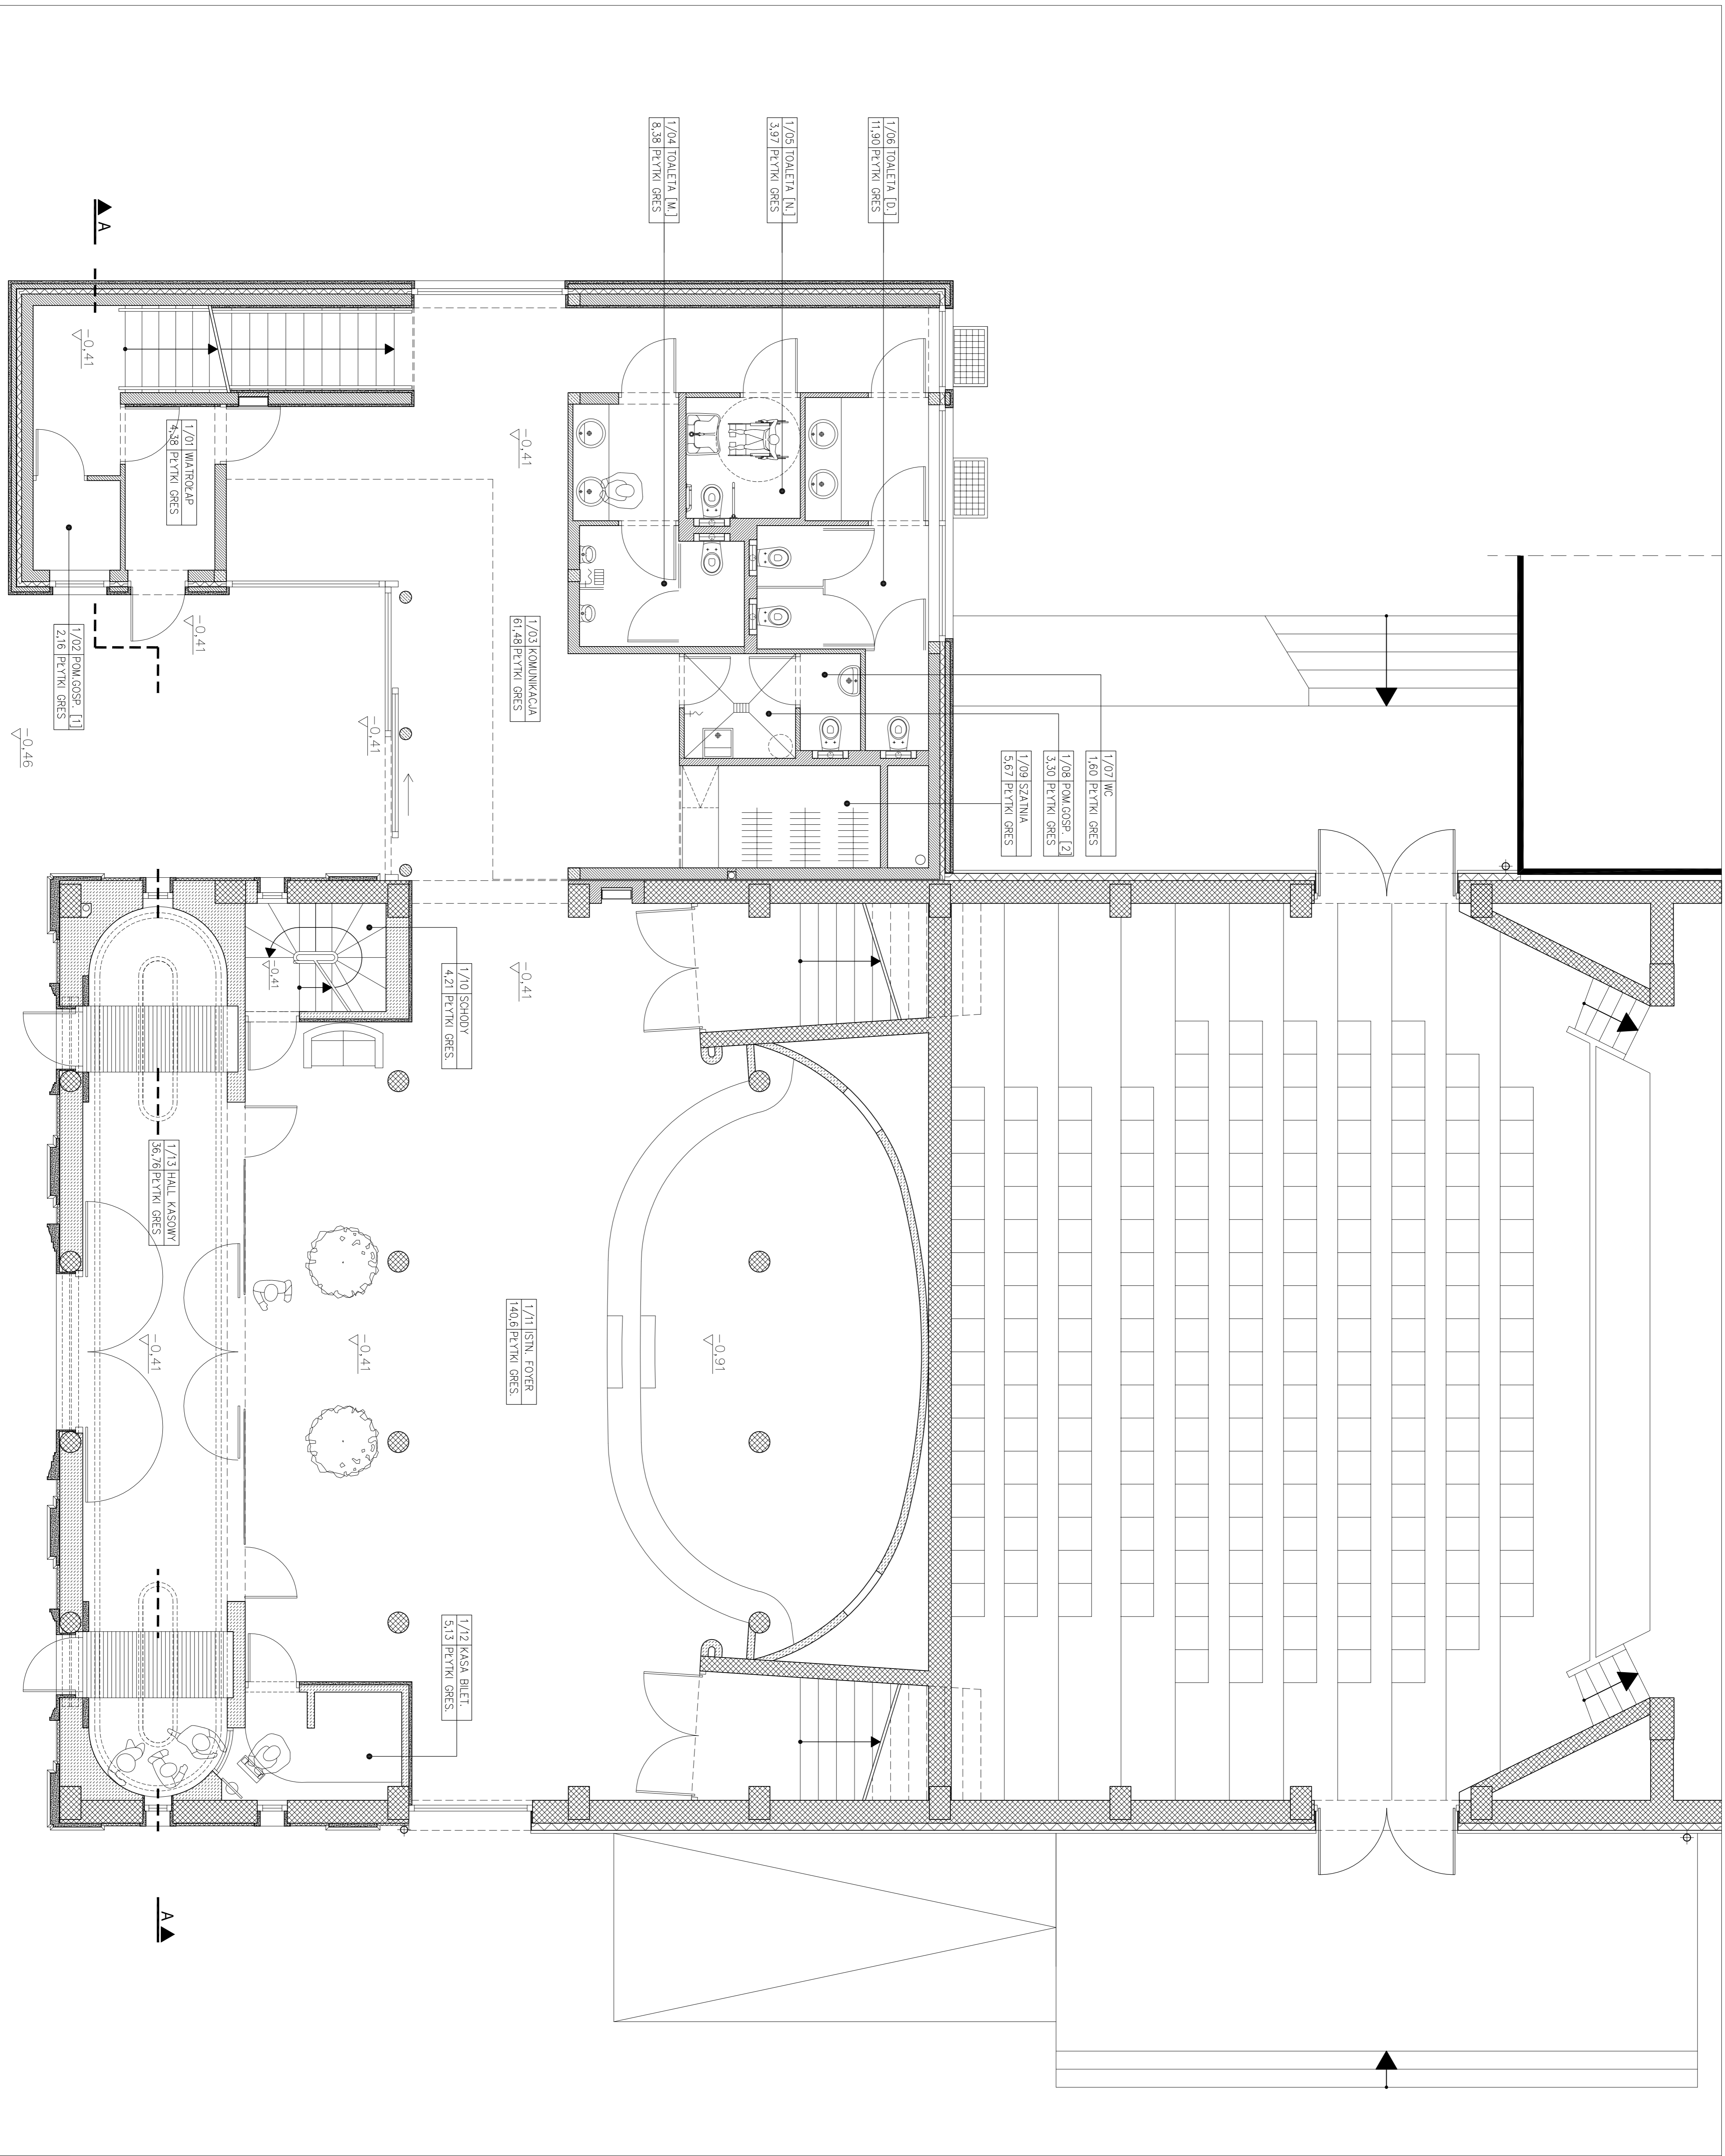 1/06 TOALETA [D.]
11,90 PŁYTKI GRES
1/05 TOALETA [N.]
3,97 PŁYTKI GRES
1/04 TOALETA [M.]
8,38 PŁYTKI GRES
A
-0,41
1/01 WIATROŁAP
4,38 PŁYTKI GRES
-0,41
1/02 POM.GOSP. [1]
2,16 PŁYTKI GRES
-0,41
-0,46
-0,41
1/03 KOMUNIKACJA
61,48 PŁYTKI GRES
1/07 WC
1,60 PŁYTKI GRES
1/08 POM.GOSP. [2]
3,30 PŁYTKI GRES
1/09 SZATNIA
5,67 PŁYTKI GRES
1/10 SCHODY
4,21 PŁYTKI GRES.
-0,41
-0,41
1/13 HALL KASOWY
36,76 PŁYTKI GRES
1/11 ISTN. FOYER
140,6 PŁYTKI GRES.
-0,91
-0,41
-0,41
1/12 KASA BILET.
5,13 PŁYTKI GRES.
A